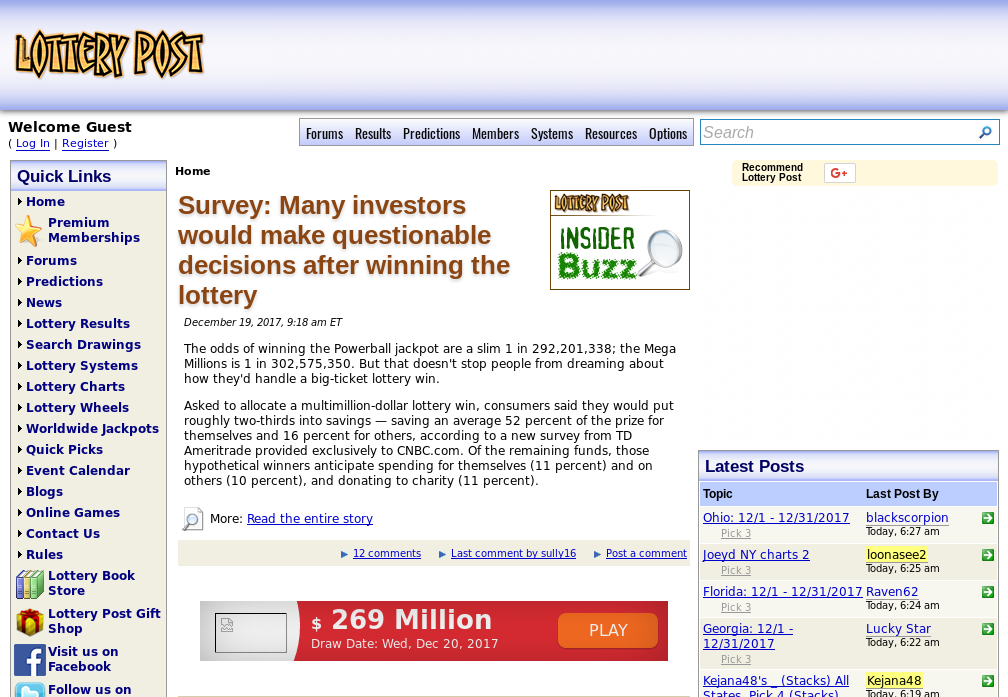 LOTTERY POST
Welcome Guest
( Log In | Register )
Forums Results Predictions Members Systems Resources Options
Search
Quick Links
Home
Premium
Memberships
Forums
Predictions
News
Lottery Results
Search Drawings
Lottery Systems
Lottery Charts
Lottery Wheels
Worldwide Jackpots
Quick Picks
Event Calendar
Blogs
Online Games
Contact Us
Rules
Lottery Book
Store
Lottery Post Gift
Shop
Visit us on
Facebook
Follow us on
Home
Survey: Many investors
would make questionable
decisions after winning the
lottery
LOTTERY POST
INSIDER
BUZZ
December 19, 2017, 9:18 am ET
The odds of winning the Powerball jackpot are a slim 1 in 292,201,338; the Mega
Millions is 1 in 302,575,350. But that doesn't stop people from dreaming about
how they'd handle a big-ticket lottery win.
Asked to allocate a multimillion-dollar lottery win, consumers said they would put
roughly two-thirds into savings — saving an average 52 percent of the prize for
themselves and 16 percent for others, according to a new survey from TD
Ameritrade provided exclusively to CNBC.com. Of the remaining funds, those
hypothetical winners anticipate spending for themselves (11 percent) and on
others (10 percent), and donating to charity (11 percent).
More: Read the entire story
12 comments Last comment by sully16 Post a comment
$ 269 Million
Draw Date: Wed, Dec 20, 2017
PLAY
Recommend
Lottery Post
G+
Latest Posts
Topic Last Post By
Ohio: 12/1 - 12/31/2017 blackscorpion
Pick 3 Today, 6:27 am
Joeyd NY charts 2 loonasee2
Pick 3 Today, 6:25 am
Florida: 12/1 - 12/31/2017 Raven62
Pick 3 Today, 6:24 am
Georgia: 12/1 - Lucky Star
12/31/2017 Today, 6:22 am
Pick 3
Kejana48's _ (Stacks) All Kejana48
States, Pick 4 (Stacks) Today, 6:19 am